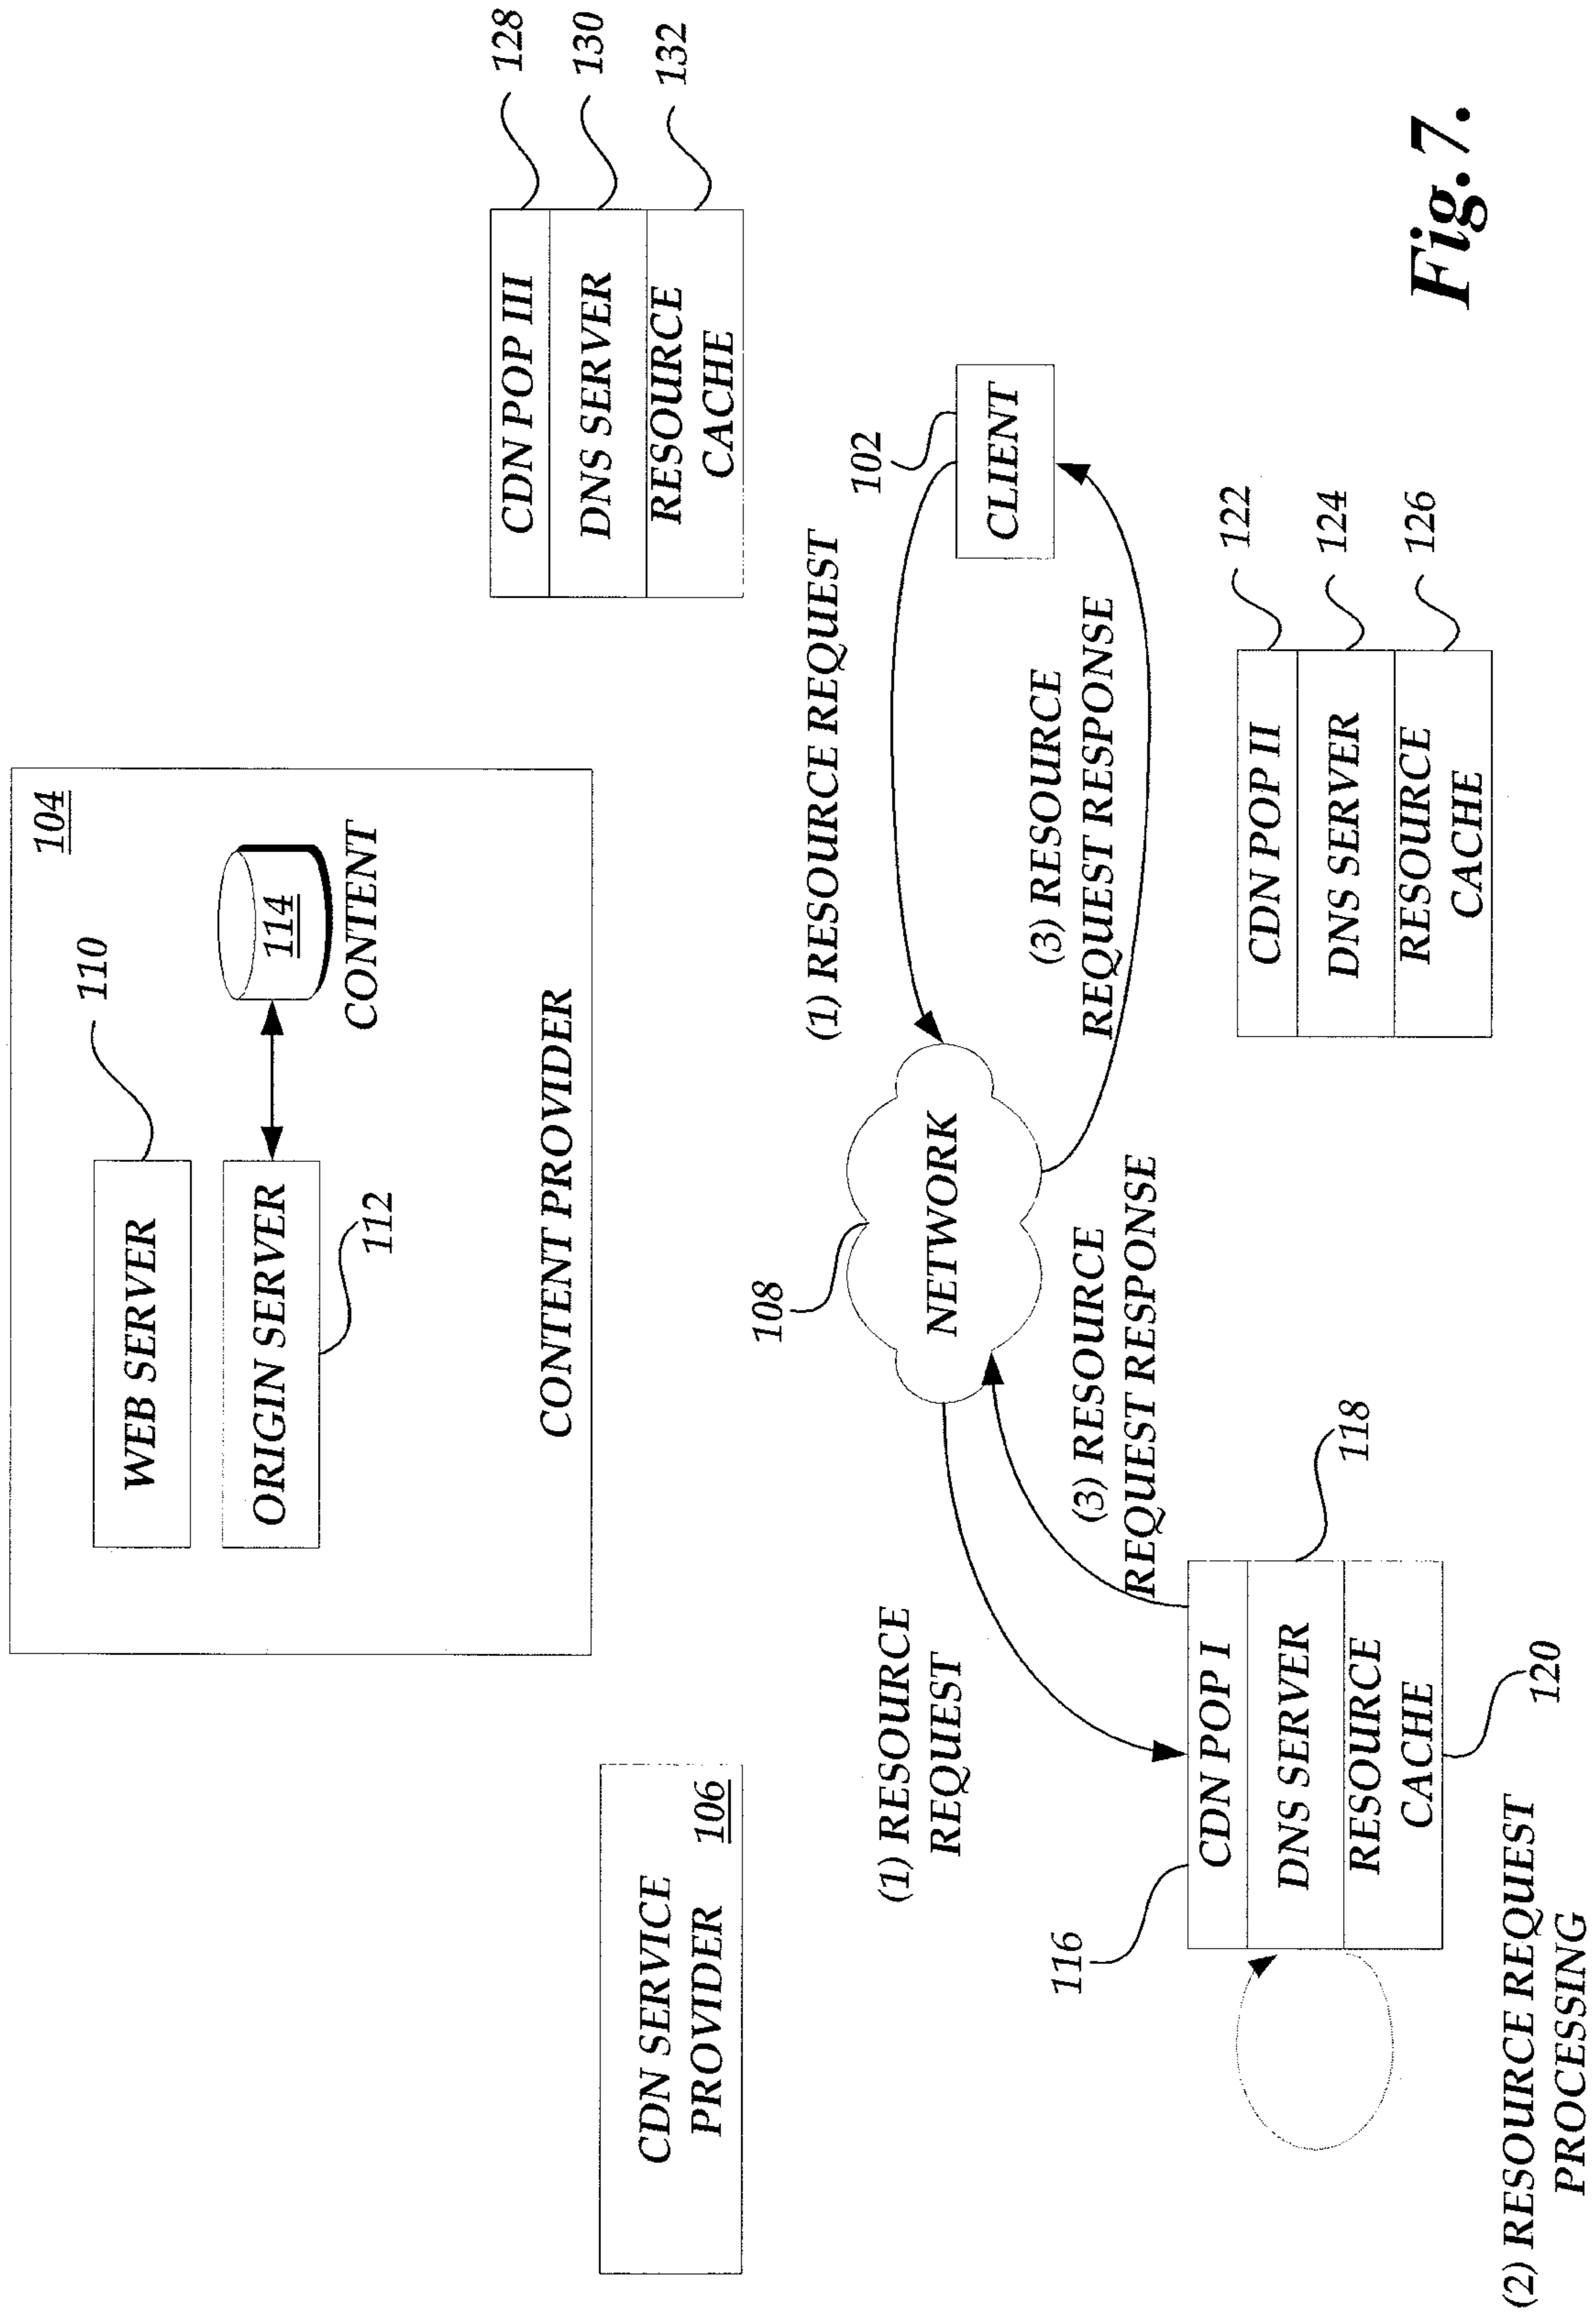 104
110
WEB SERVER
ORIGIN SERVER
114
CONTENT
112
CONTENT PROVIDER
CDN SERVICE
PROVIDER
106
CDN POP III
DNS SERVER
RESOURCE
CACHE
128
130
132
108
NETWORK
(1) RESOURCE REQUEST
102
CLIENT
(3) RESOURCE
REQUEST RESPONSE
(1) RESOURCE
REQUEST
(3) RESOURCE
REQUEST RESPONSE
116
CDN POP I
DNS SERVER
RESOURCE
CACHE
118
120
(2) RESOURCE REQUEST
PROCESSING
CDN POP II
DNS SERVER
RESOURCE
CACHE
122
124
126
Fig. 7.